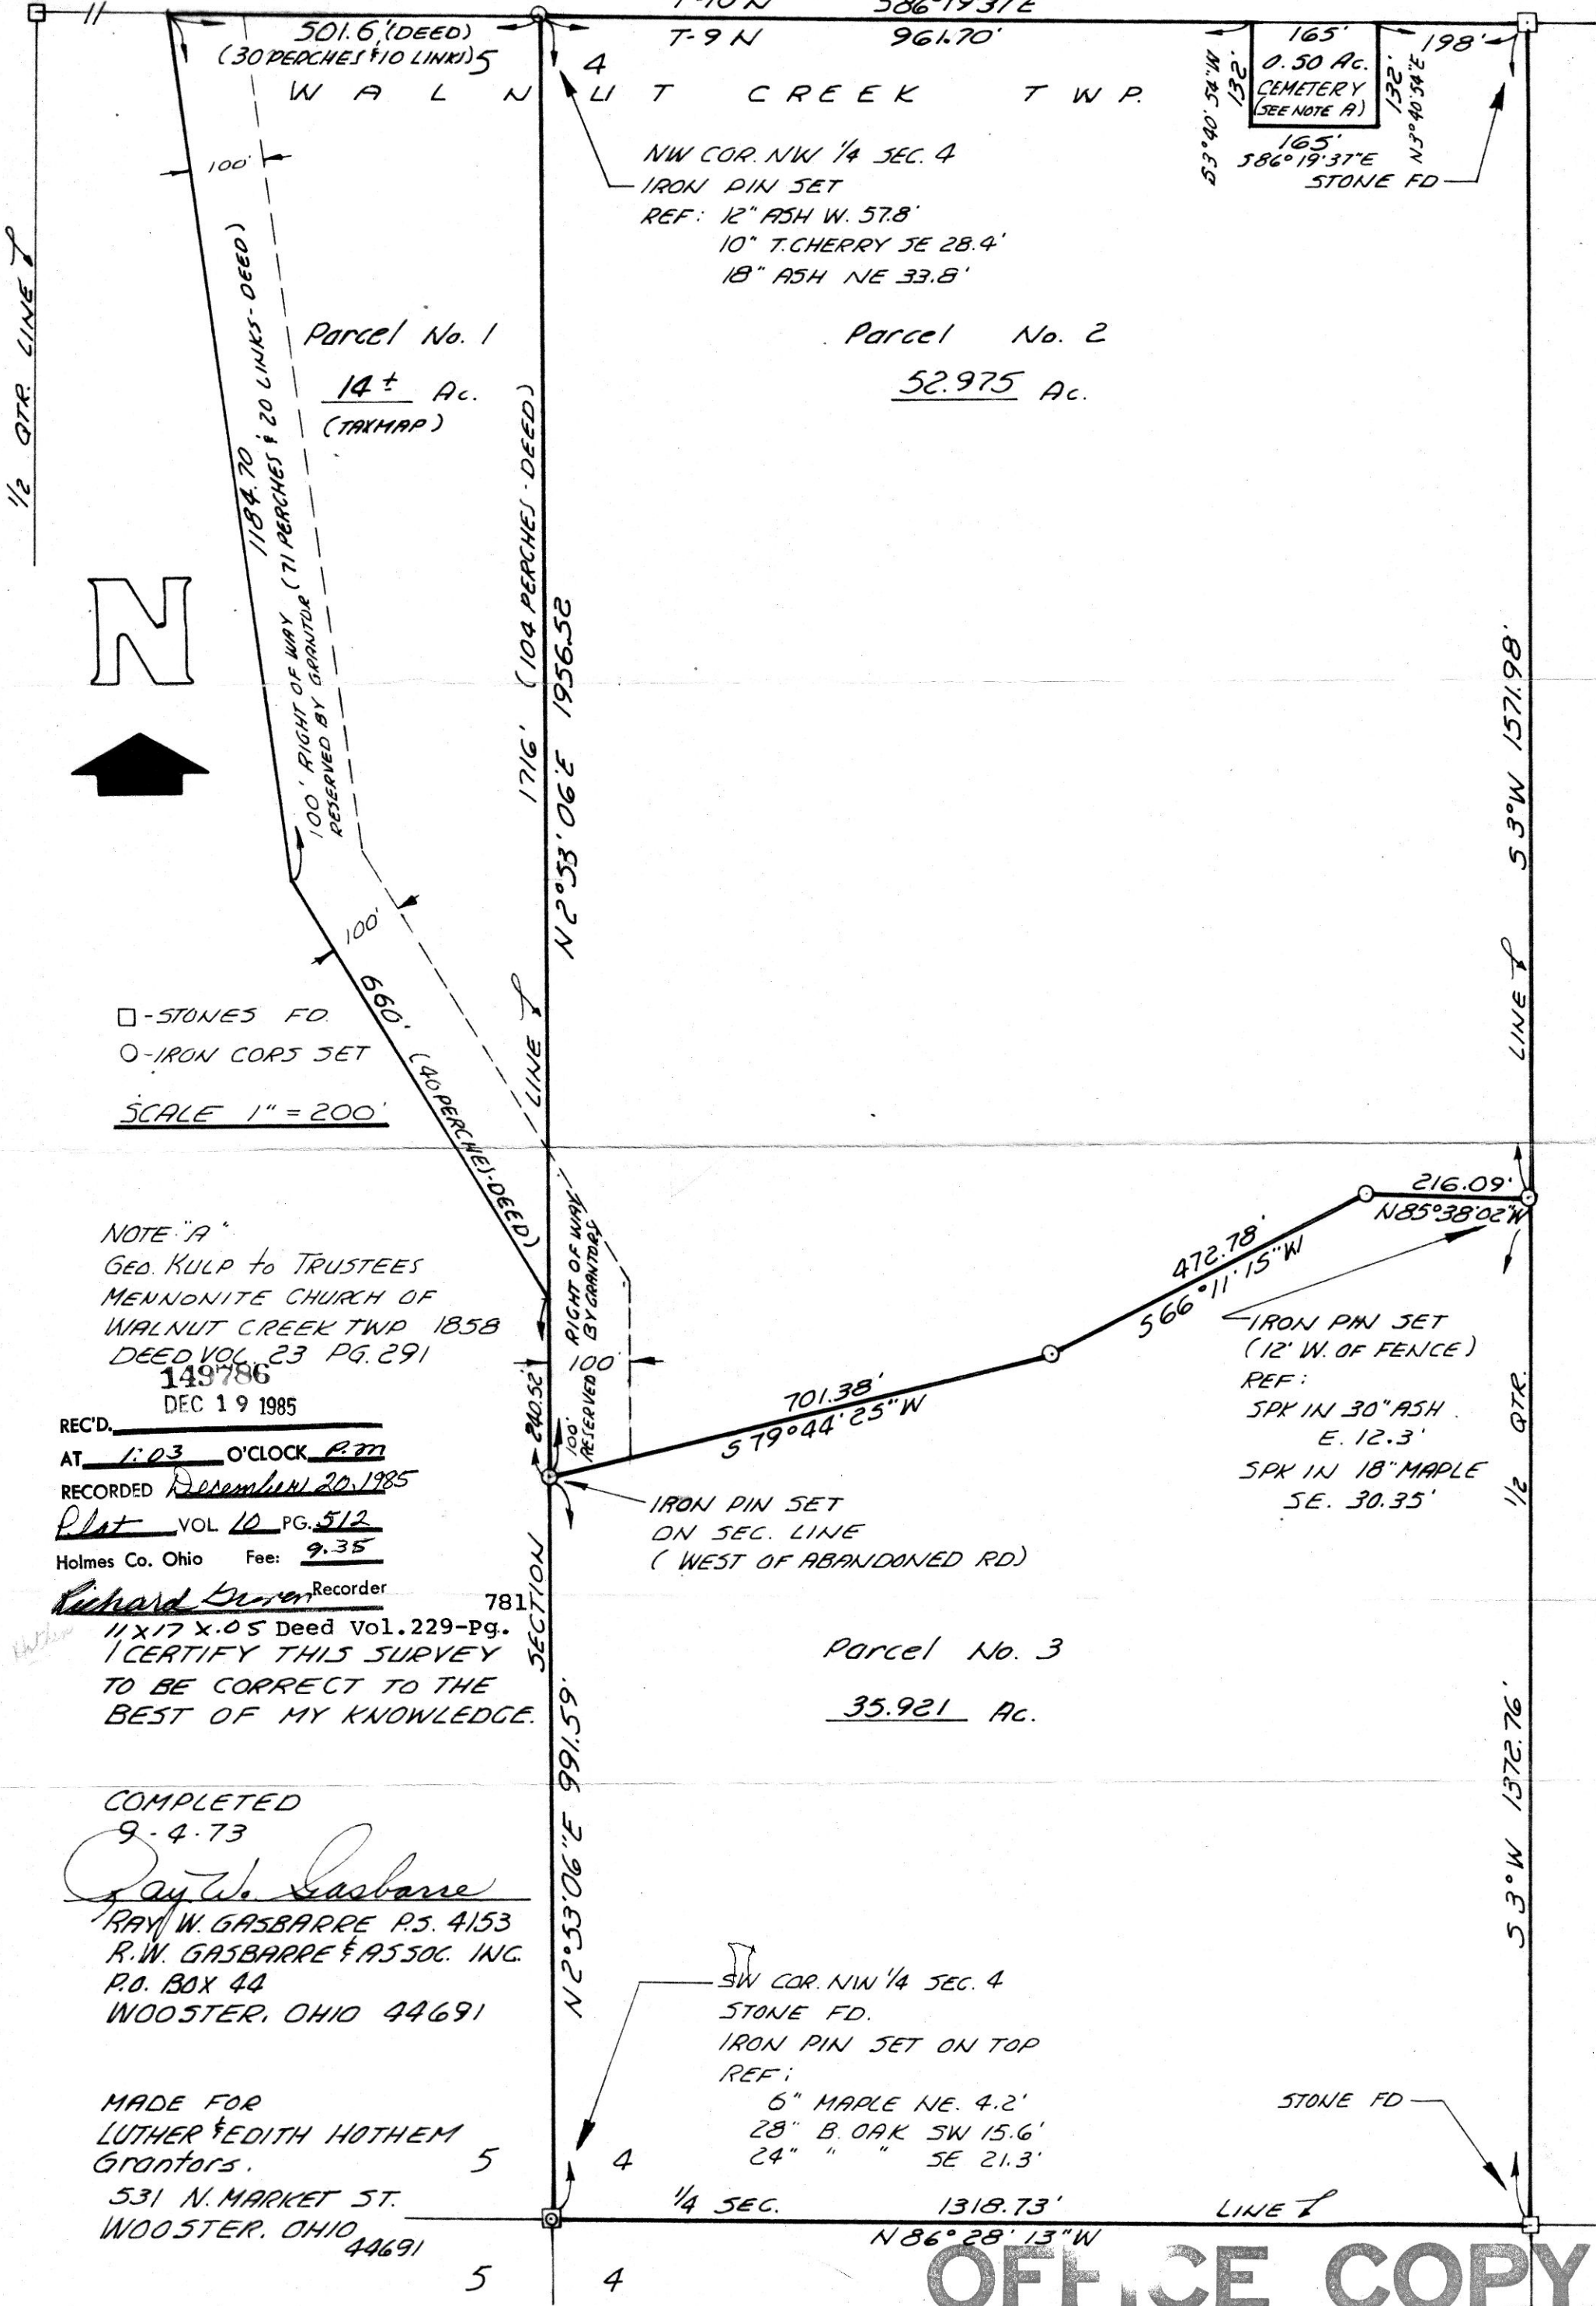 S86°19'37"E
T-9 N 961.70'
501.6' (DEED)
(30 PERCHES & 10 LINKS) 5
4
WALNUT CREEK TWP.
165'
0.50 Ac.
CEMETERY
(SEE NOTE A)
132'
S3°40'54"W
132'
N3°40'54"E
198'
165'
S86°19'37"E
STONE FD
NW COR. NW 1/4 SEC. 4
IRON PIN SET
REF: 12" ASH W. 57.8'
10" T.CHERRY SE 28.4'
18" ASH NE 33.8'
100'
1/2 QTR. LINE
Parcel No. 1
14± Ac.
(TAXMAP)
Parcel No. 2
52.975 Ac.
1184.70
(71 PERCHES & 20 LINKS-DEED)
100' RIGHT OF WAY
RESERVED BY GRANTOR
1716' (104 PERCHES-DEED)
N2°53'06"E 1956.52
S3°W 1571.98'
N
100'
660' (40 PERCHES-DEED)
LINE
LINE
□-STONES FD.
O-IRON CORS SET
SCALE 1" = 200'
216.09'
N85°38'02"W
472.78'
S66°11'15"W
701.38'
S79°44'25"W
100' RIGHT OF WAY
RESERVED BY GRANTORS
100'
240.52'
IRON PIN SET
(12' W. OF FENCE)
REF:
SPK IN 30" ASH
E. 12.3'
SPK IN 18" MAPLE
SE. 30.35'
1/2 QTR.
NOTE "A"
GEO. KULP to TRUSTEES
MENNONITE CHURCH OF
WALNUT CREEK TWP 1858
DEED VOL. 23 PG. 291
149786
DEC 19 1985
REC'D.
AT 1:03 O'CLOCK P.m
RECORDED December 20, 1985
Plat VOL 10 PG. 512
Holmes Co. Ohio Fee: 9.35
Richard Recorder
781
11x17 x.05 Deed Vol.229-Pg.
IRON PIN SET
ON SEC. LINE
(WEST OF ABANDONED RD)
SECTION
I CERTIFY THIS SURVEY
TO BE CORRECT TO THE
BEST OF MY KNOWLEDGE.
Parcel No. 3
35.921 Ac.
N2°53'06"E 991.59'
S3°W 1372.76'
COMPLETED
9-4-73
Ray W. Gasbarre
RAY W. GASBARRE P.S. 4153
R.W. GASBARRE & ASSOC. INC.
P.O. BOX 44
WOOSTER, OHIO 44691
SW COR. NW 1/4 SEC. 4
STONE FD.
IRON PIN SET ON TOP
REF:
6" MAPLE NE. 4.2'
28" B. OAK SW 15.6'
24" " " SE 21.3'
STONE FD
MADE FOR
LUTHER & EDITH HOTHEM
Grantors.
531 N. MARKET ST.
WOOSTER, OHIO
44691
5 4
1/4 SEC. 1318.73' LINE
N86°28'13"W
5 4
OFFICE COPY